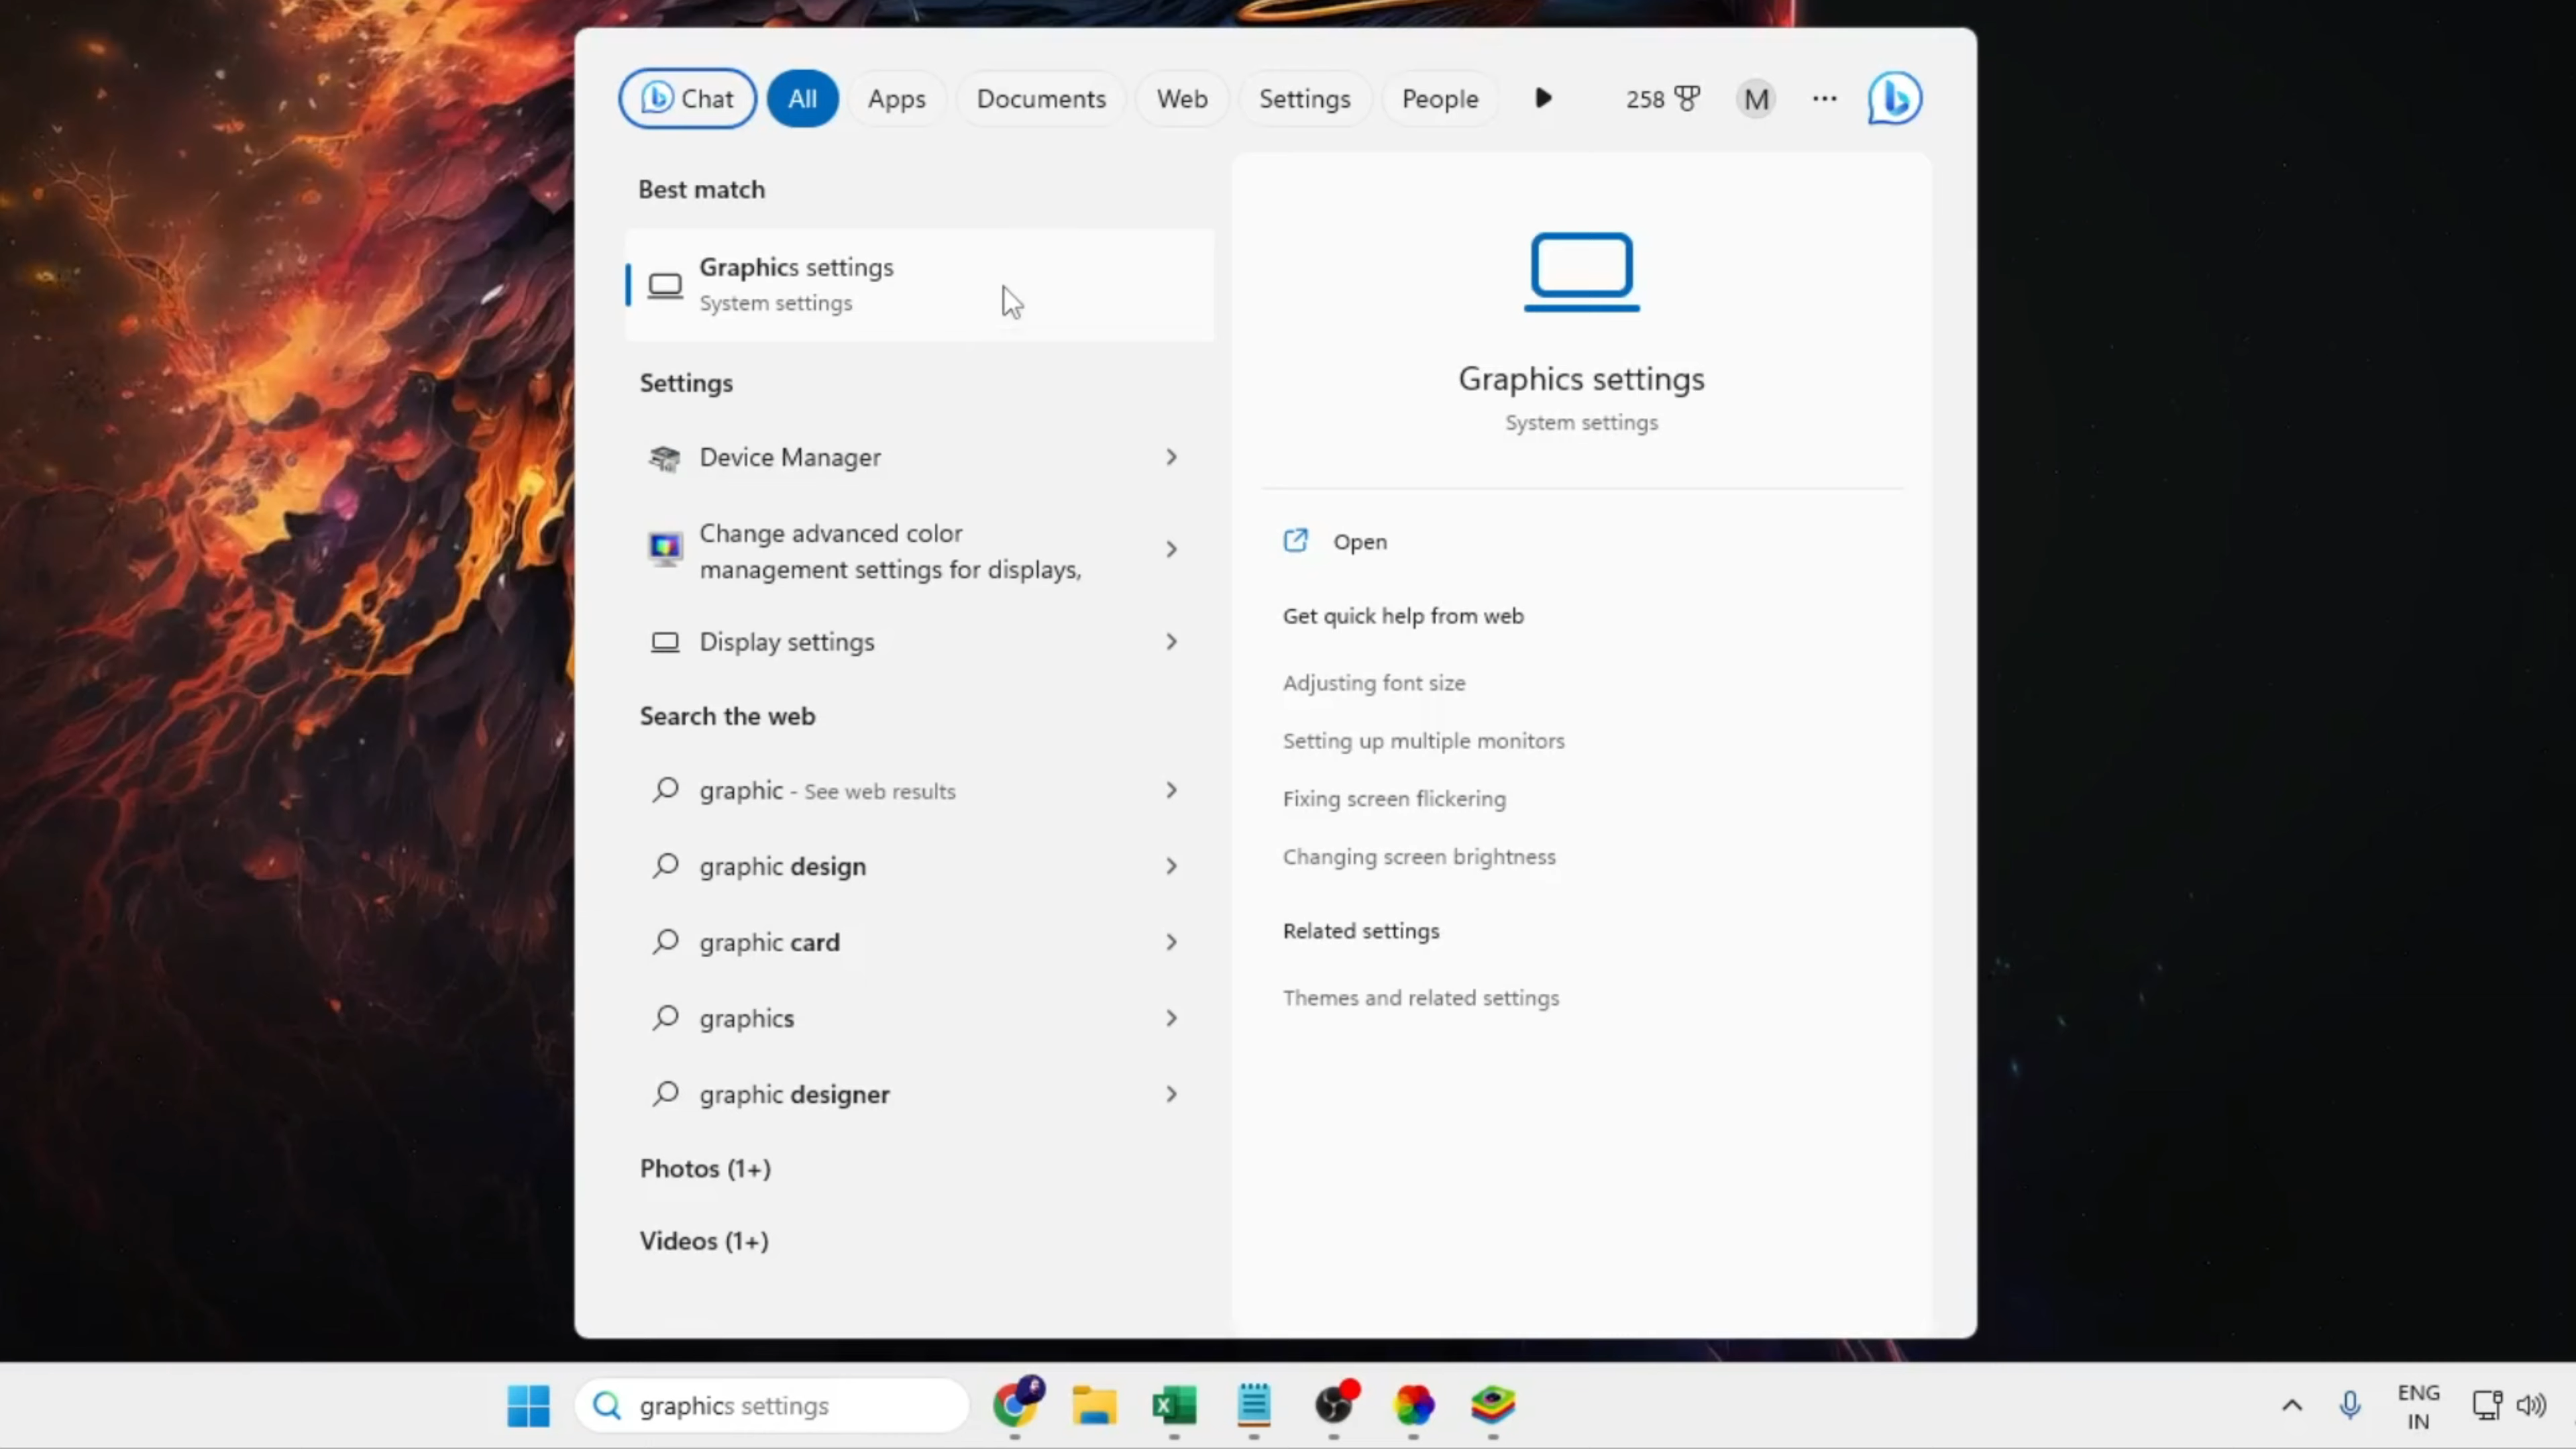 Chat
All
Apps
Documents
Web
Settings
People
258
M
Best match
Graphics settings
System settings
Settings
Device Manager
Change advanced color
management settings for displays,
Display settings
Search the web
graphic - See web results
graphic design
graphic card
graphics
graphic designer
Photos (1+)
Videos (1+)
Graphics settings
System settings
Open
Get quick help from web
Adjusting font size
Setting up multiple monitors
Fixing screen flickering
Changing screen brightness
Related settings
Themes and related settings
graphics settings
ENG
IN